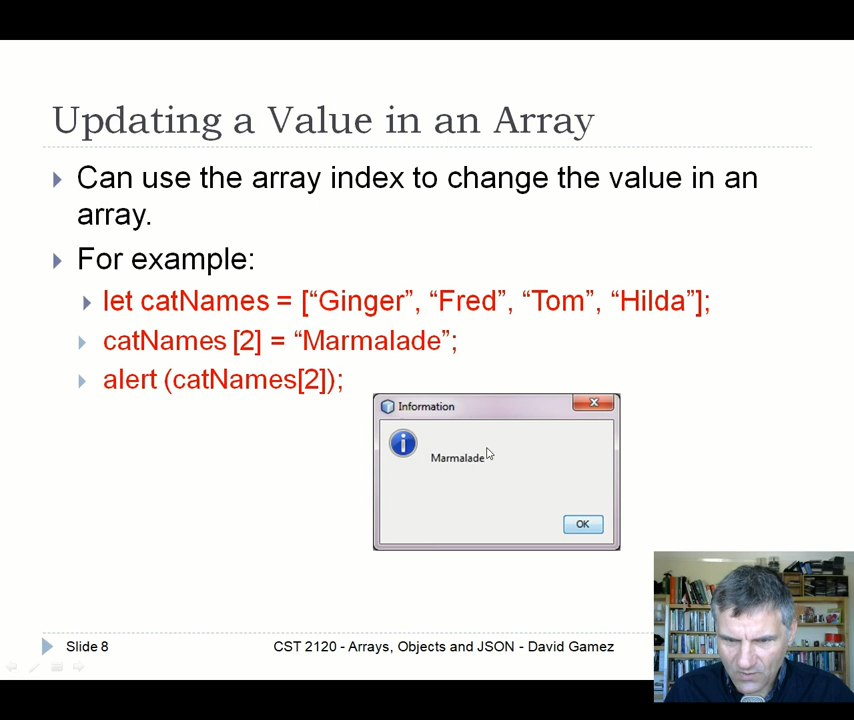 Updating a Value in an Array
Can use the array index to change the value in an
array.
For example:
let catNames = [“Ginger”, “Fred”, “Tom”, “Hilda”];
catNames [2] = “Marmalade”;
alert (catNames[2]);
Information
Marmalade
OK
Slide 8
CST 2120 - Arrays, Objects and JSON - David Gamez